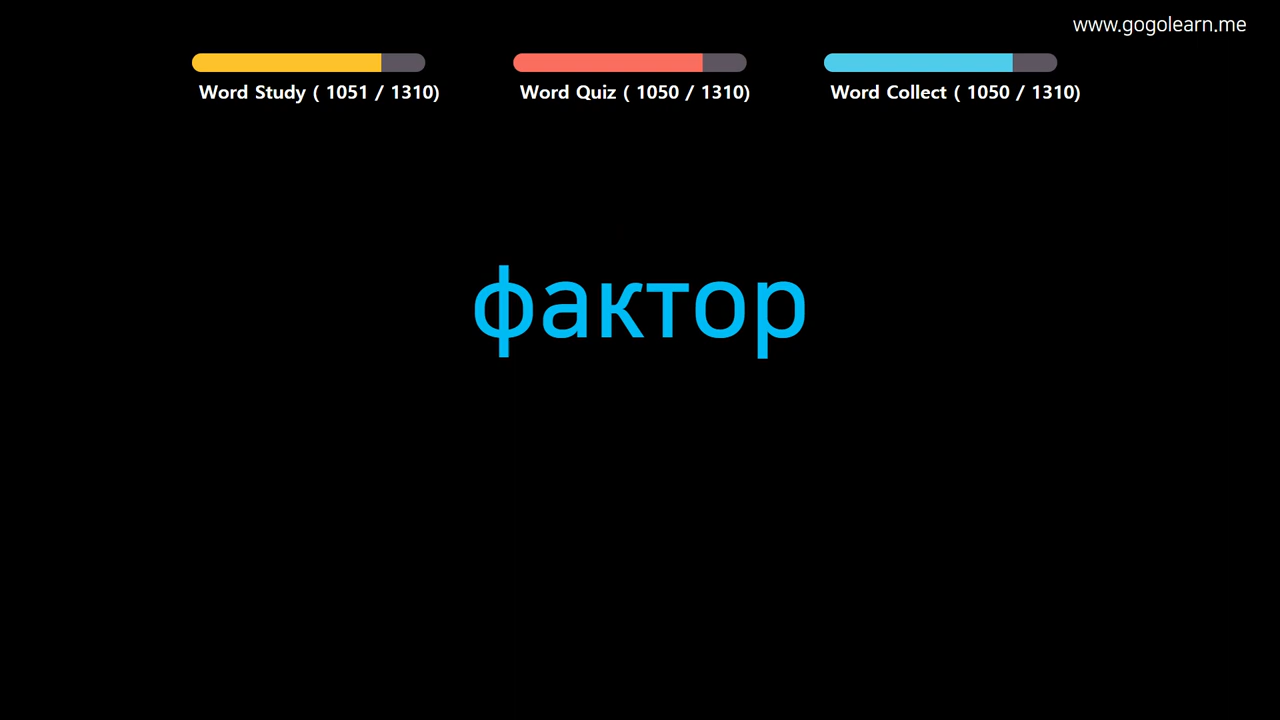 www.gogolearn.me
Word Study ( 1051 / 1310)
Word Quiz ( 1050 / 1310)
Word Collect ( 1050 / 1310)
фактор